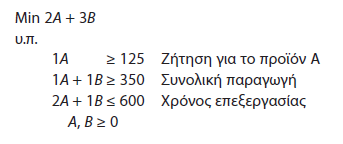 Min 2A + 3B
υ.π.
1A ≥ 125 Ζήτηση για το προϊόν Α
1A + 1B ≥ 350 Συνολική παραγωγή
2A + 1B ≤ 600 Χρόνος επεξεργασίας
A, B ≥ 0